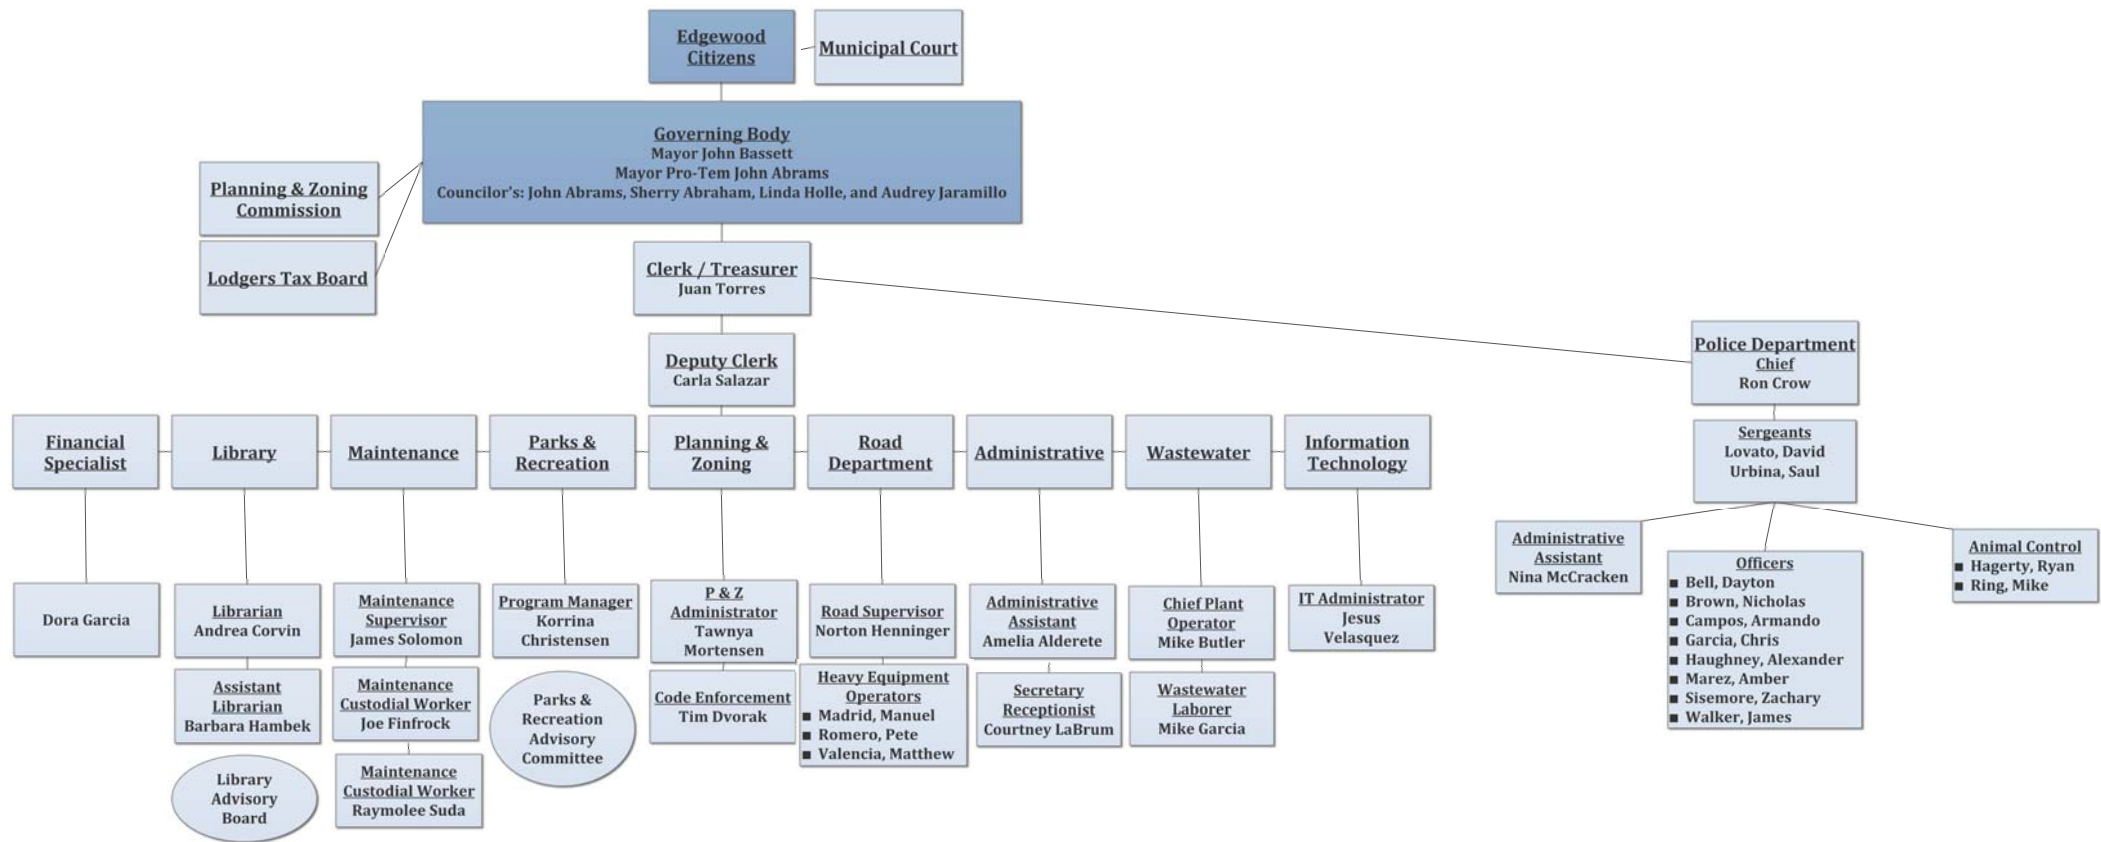 Edgewood
Citizens
Municipal Court
Governing Body
Mayor John Bassett
Mayor Pro-Tem John Abrams
Councilor's: John Abrams, Sherry Abraham, Linda Holle, and Audrey Jaramillo
Planning & Zoning
Commission
Lodgers Tax Board
Clerk / Treasurer
Juan Torres
Deputy Clerk
Carla Salazar
Police Department
Chief
Ron Crow
Sergeants
Lovato, David
Urbina, Saul
Administrative
Assistant
Nina McCracken
Officers
■ Bell, Dayton
■ Brown, Nicholas
■ Campos, Armando
■ Garcia, Chris
■ Haughney, Alexander
■ Marez, Amber
■ Sisemore, Zachary
■ Walker, James
Animal Control
■ Hagerty, Ryan
■ Ring, Mike
Financial
Specialist
Dora Garcia
Library
Librarian
Andrea Corvin
Assistant
Librarian
Barbara Hambek
Library
Advisory
Board
Maintenance
Maintenance
Supervisor
James Solomon
Maintenance
Custodial Worker
Joe Finfrock
Maintenance
Custodial Worker
Raymolee Suda
Parks &
Recreation
Program Manager
Korrina
Christensen
Parks &
Recreation
Advisory
Committee
Planning &
Zoning
P & Z
Administrator
Tawnya
Mortensen
Code Enforcement
Tim Dvorak
Road
Department
Road Supervisor
Norton Henninger
Heavy Equipment
Operators
■ Madrid, Manuel
■ Romero, Pete
■ Valencia, Matthew
Administrative
Administrative
Assistant
Amelia Alderete
Secretary
Receptionist
Courtney LaBrum
Wastewater
Chief Plant
Operator
Mike Butler
Wastewater
Laborer
Mike Garcia
Information
Technology
IT Administrator
Jesus
Velasquez